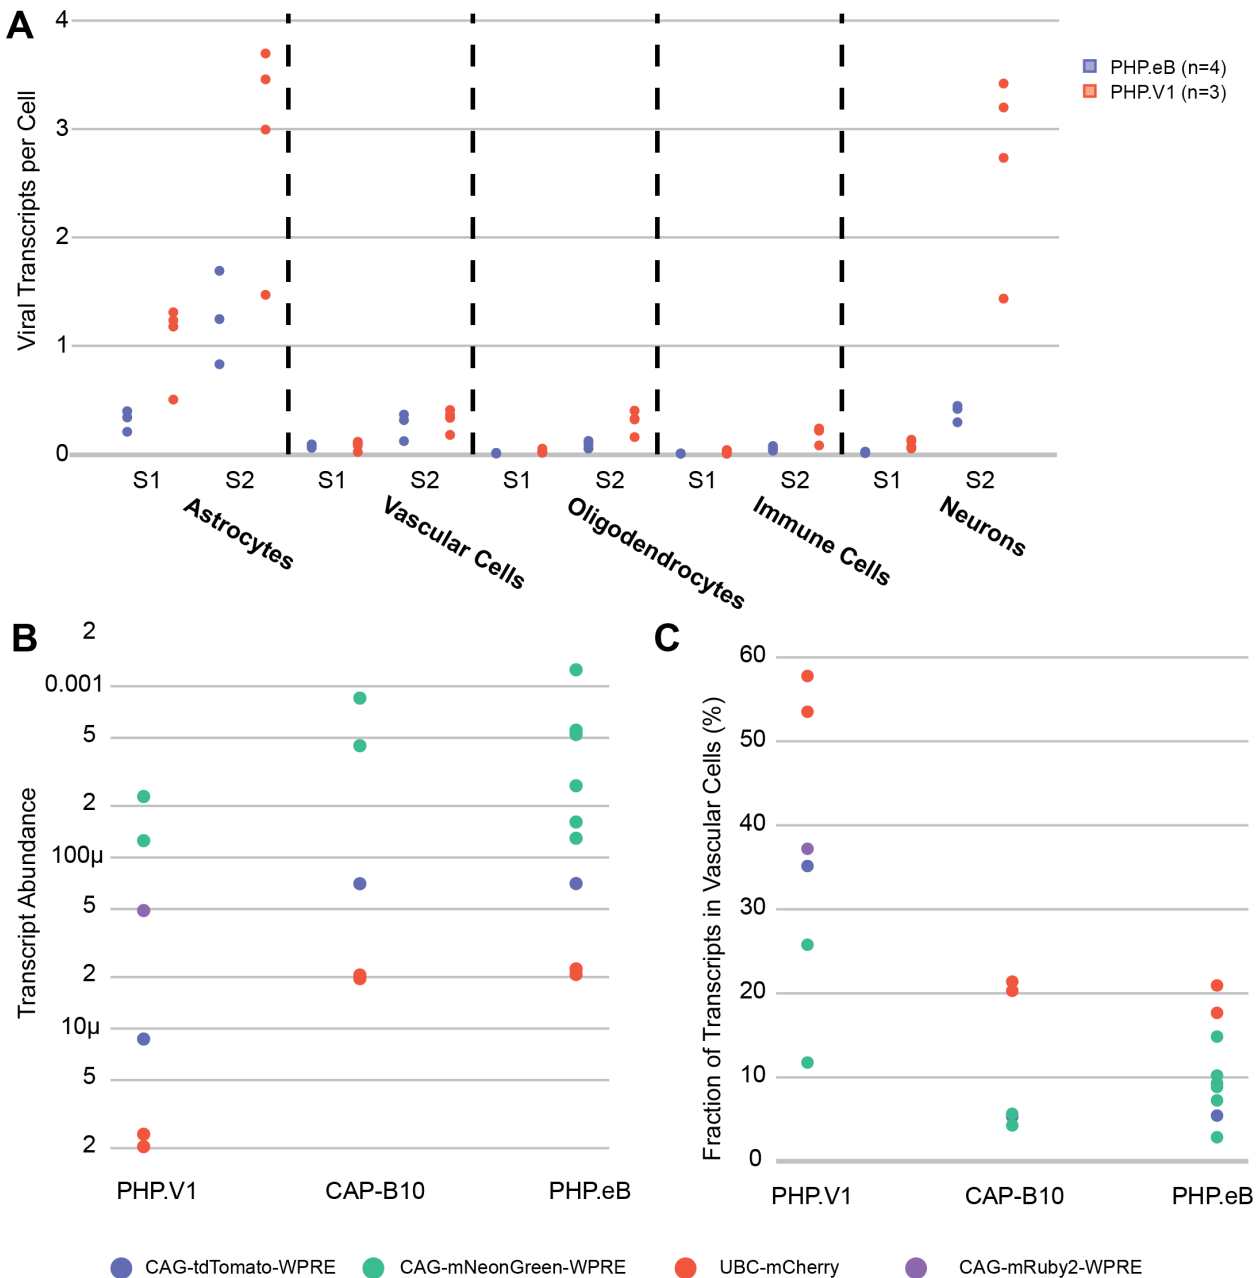 A
4
3
2
1
0
Viral Transcripts per Cell
PHP.eB (n=4)
PHP.V1 (n=3)
S1 S2 S1 S2 S1 S2 S1 S2 S1 S2
Astrocytes
Vascular Cells
Oligodendrocytes
Immune Cells
Neurons
B
2
0.001
5
2
100µ
5
2
10µ
5
2
Transcript Abundance
PHP.V1 CAP-B10 PHP.eB
C
60
50
40
30
20
10
0
Fraction of Transcripts in Vascular Cells (%)
PHP.V1 CAP-B10 PHP.eB
CAG-tdTomato-WPRE CAG-mNeonGreen-WPRE UBC-mCherry CAG-mRuby2-WPRE